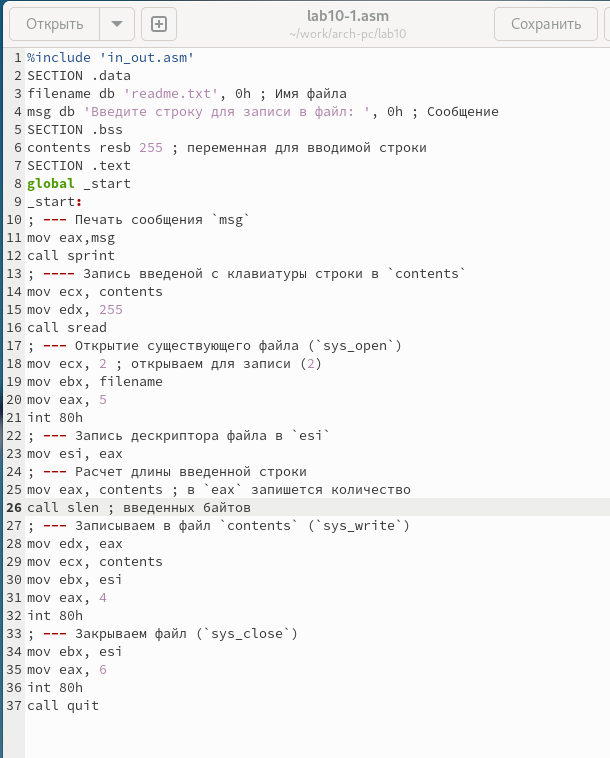 Открыть
lab10-1.asm
~/work/arch-pc/lab10
Сохранить
1 %include 'in_out.asm'
2 SECTION .data
3 filename db 'readme.txt', 0h ; Имя файла
4 msg db 'Введите строку для записи в файл: ', 0h ; Сообщение
5 SECTION .bss
6 contents resb 255 ; переменная для вводимой строки
7 SECTION .text
8 global _start
9 _start:
10 ; --- Печать сообщения `msg`
11 mov eax,msg
12 call sprint
13 ; ---- Запись введеной с клавиатуры строки в `contents`
14 mov ecx, contents
15 mov edx, 255
16 call sread
17 ; --- Открытие существующего файла (`sys_open`)
18 mov ecx, 2 ; открываем для записи (2)
19 mov ebx, filename
20 mov eax, 5
21 int 80h
22 ; --- Запись дескриптора файла в `esi`
23 mov esi, eax
24 ; --- Расчет длины введенной строки
25 mov eax, contents ; в `eax` запишется количество
26 call slen ; введенных байтов
27 ; --- Записываем в файл `contents` (`sys_write`)
28 mov edx, eax
29 mov ecx, contents
30 mov ebx, esi
31 mov eax, 4
32 int 80h
33 ; --- Закрываем файл (`sys_close`)
34 mov ebx, esi
35 mov eax, 6
36 int 80h
37 call quit